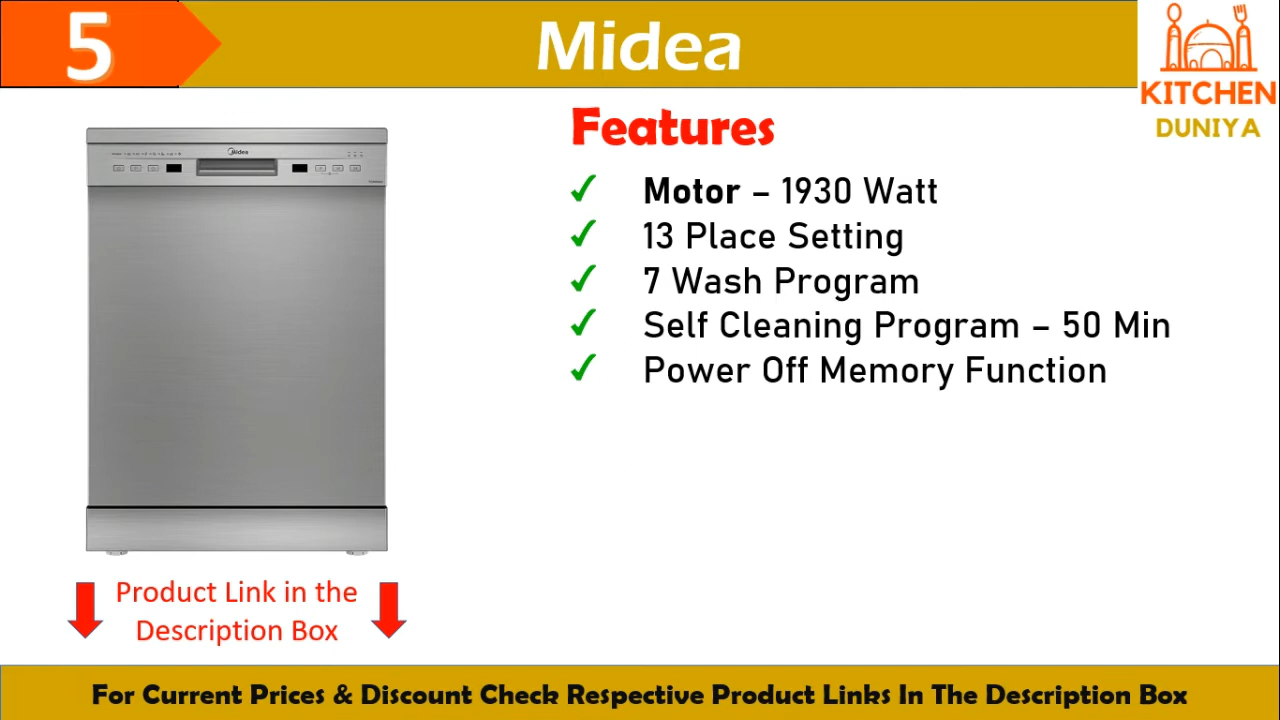 5
Midea
KITCHEN
DUNIYA
Features
✓ Motor – 1930 Watt
✓ 13 Place Setting
✓ 7 Wash Program
✓ Self Cleaning Program – 50 Min
✓ Power Off Memory Function
Midea
Product Link in the
Description Box
For Current Prices & Discount Check Respective Product Links In The Description Box